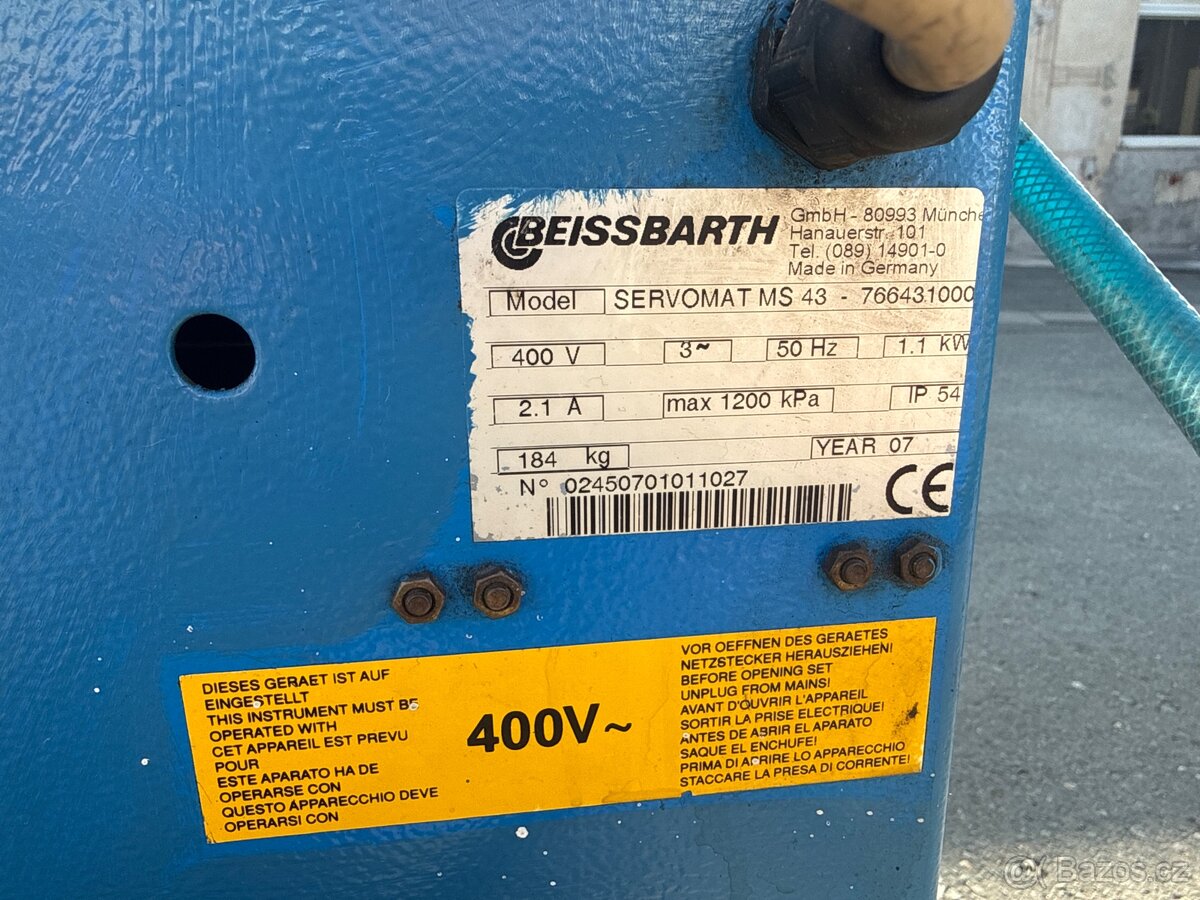 BEISSBARTH
GmbH - 80993 Münche
Hanauerstr. 101
Tel. (089) 14901-0
Made in Germany
Model SERVOMAT MS 43 - 766431000
400 V 3~ 50 Hz 1.1 kW
2.1 A max 1200 kPa IP 54
184 kg YEAR 07
N° 02450701011027
CE
DIESES GERAET IST AUF
EINGESTELLT
THIS INSTRUMENT MUST BE
OPERATED WITH
CET APPAREIL EST PREVU
POUR
ESTE APARATO HA DE
OPERARSE CON
QUESTO APPARECCHIO DEVE
OPERARSI CON
400V~
VOR OEFFNEN DES GERAETES
NETZSTECKER HERAUSZIEHEN!
BEFORE OPENING SET
UNPLUG FROM MAINS!
AVANT D'OUVRIR L'APPAREIL
SORTIR LA PRISE ELECTRIQUE!
ANTES DE ABRIR EL APARATO
SAQUE EL ENCHUFE!
PRIMA DI APRIRE LO APPARECCHIO
STACCARE LA PRESA DI CORRENTE!
Bazos.cz